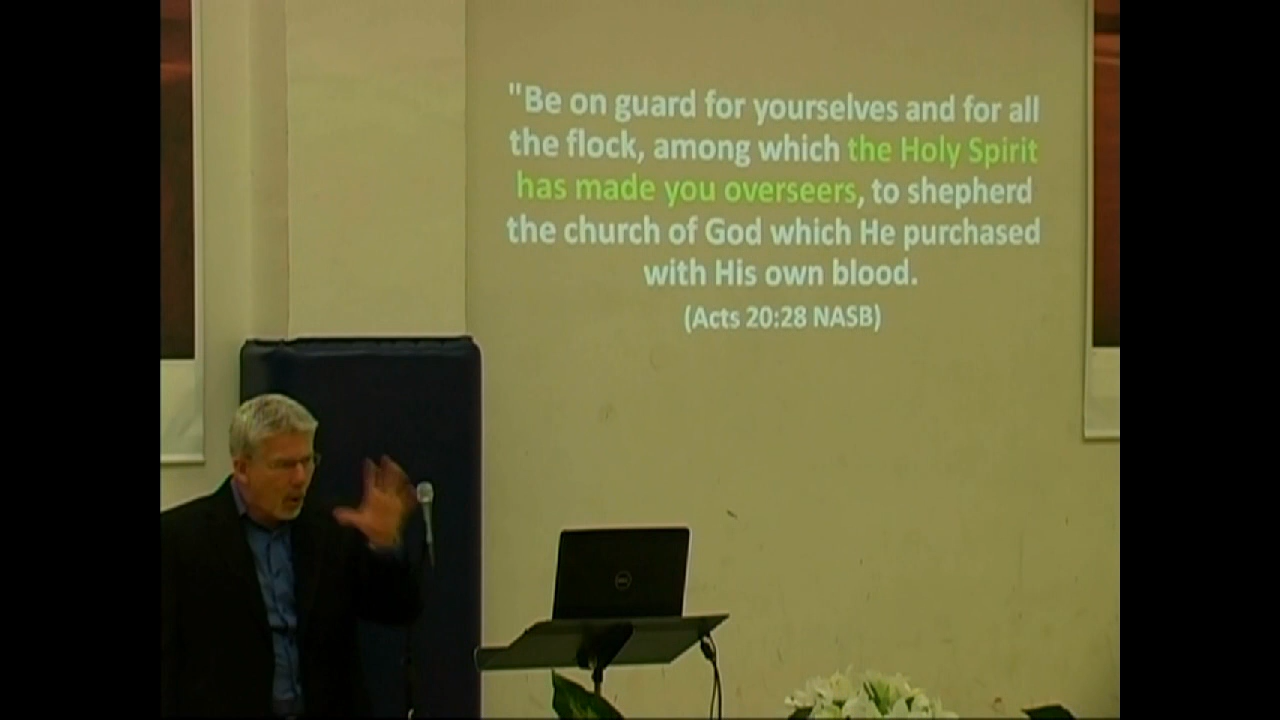 "Be on guard for yourselves and for all
the flock, among which the Holy Spirit
has made you overseers, to shepherd
the church of God which He purchased
with His own blood.
(Acts 20:28 NASB)